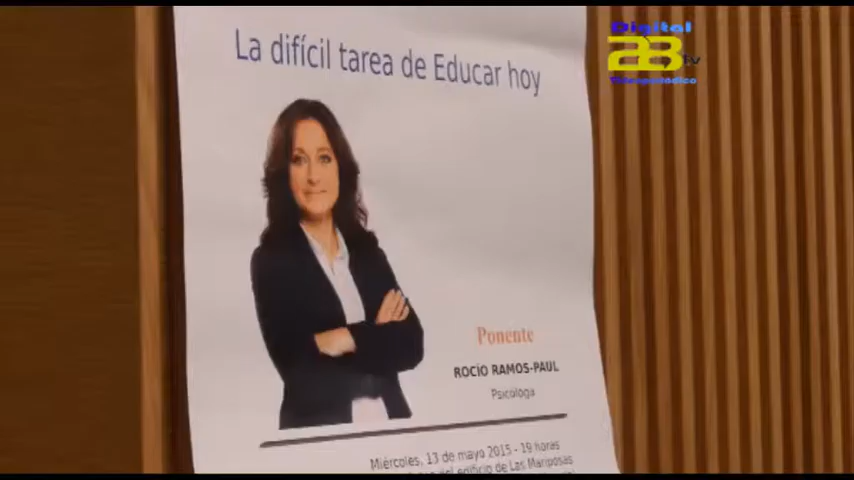 La difícil tarea de Educar hoy
Digital
28 tv
Ponente
ROCÍO RAMOS-PAUL
Psicóloga
Miércoles, 13 de mayo 2015 - 19 horas
del edificio de Las Mariposas